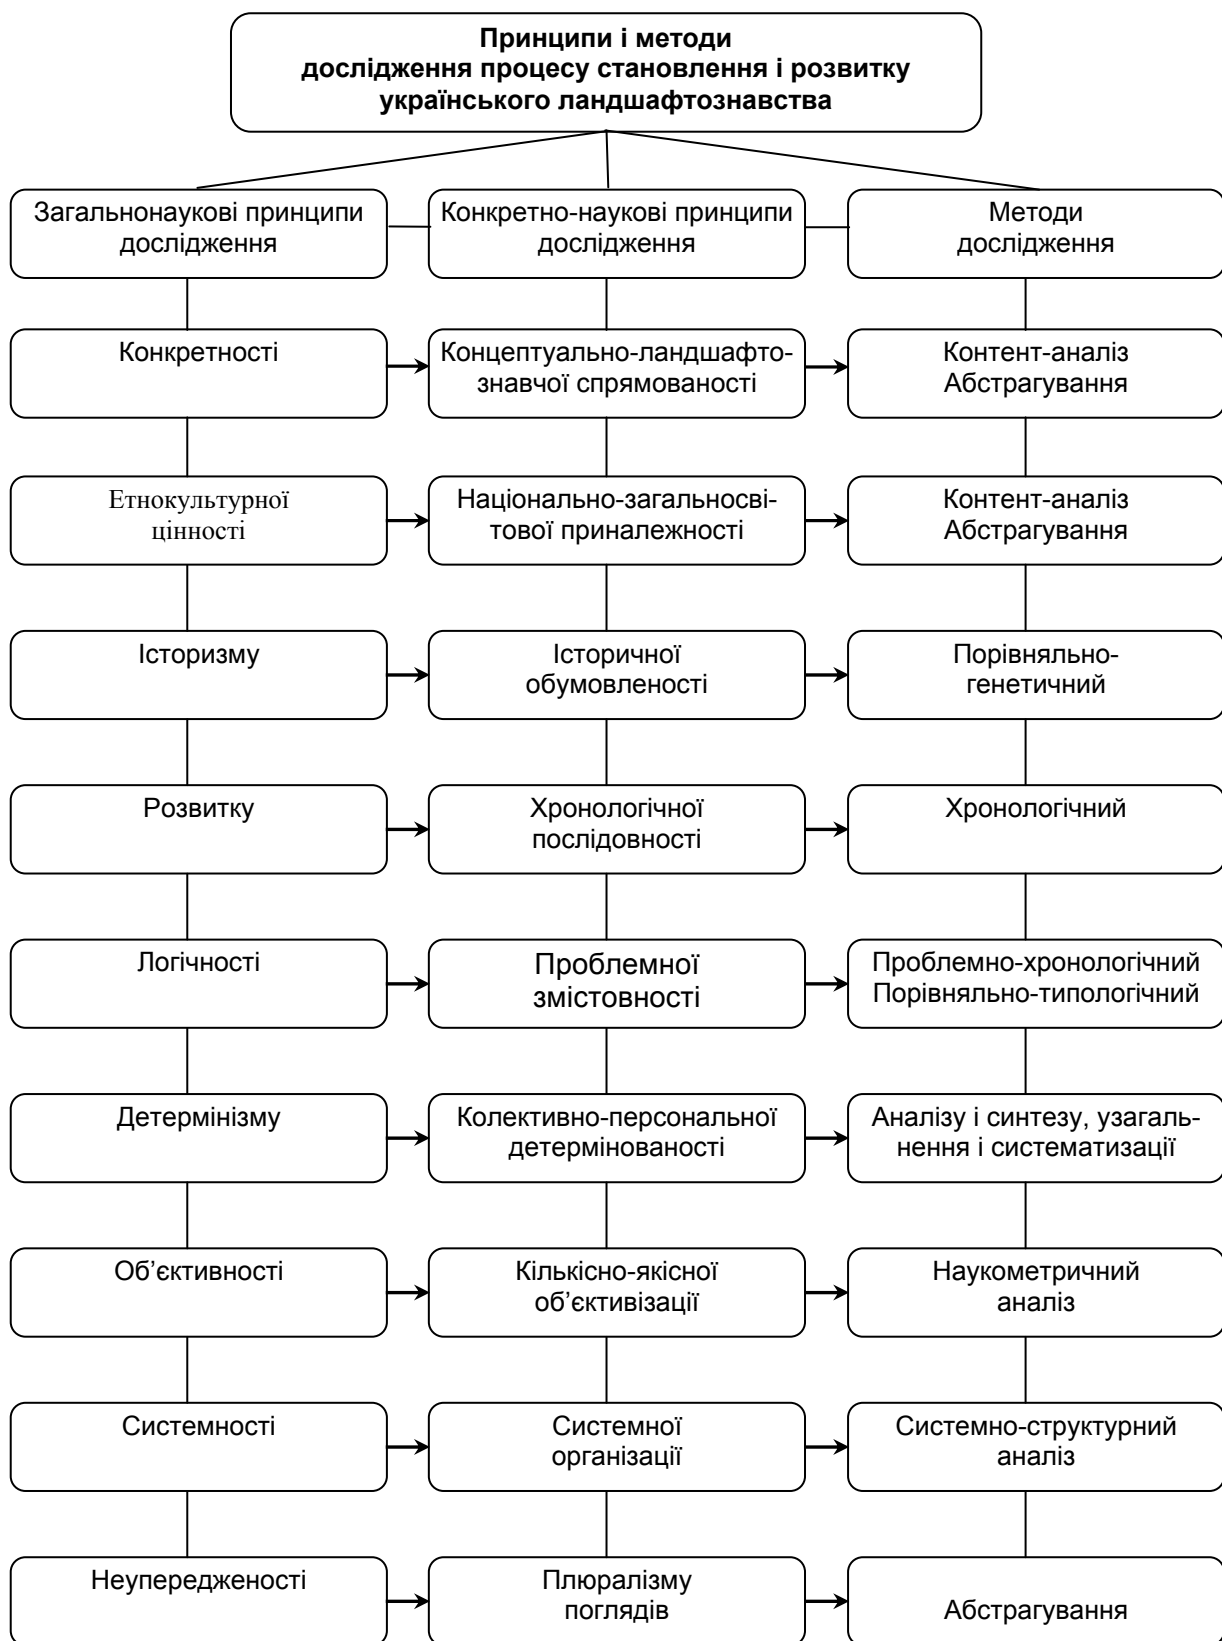 Принципи і методи
дослідження процесу становлення і розвитку
українського ландшафтознавства
Загальнонаукові принципи
дослідження
Конкретно-наукові принципи
дослідження
Методи
дослідження
Конкретності
Концептуально-ландшафто-
знавчої спрямованості
Контент-аналіз
Абстрагування
Етнокультурної
цінності
Національно-загальносві-
тової приналежності
Контент-аналіз
Абстрагування
Історизму
Історичної
обумовленості
Порівняльно-
генетичний
Розвитку
Хронологічної
послідовності
Хронологічний
Логічності
Проблемної
змістовності
Проблемно-хронологічний
Порівняльно-типологічний
Детермінізму
Колективно-персональної
детермінованості
Аналізу і синтезу, узагаль-
нення і систематизації
Об’єктивності
Кількісно-якісної
об’єктивізації
Наукометричний
аналіз
Системності
Системної
організації
Системно-структурний
аналіз
Неупередженості
Плюралізму
поглядів
Абстрагування